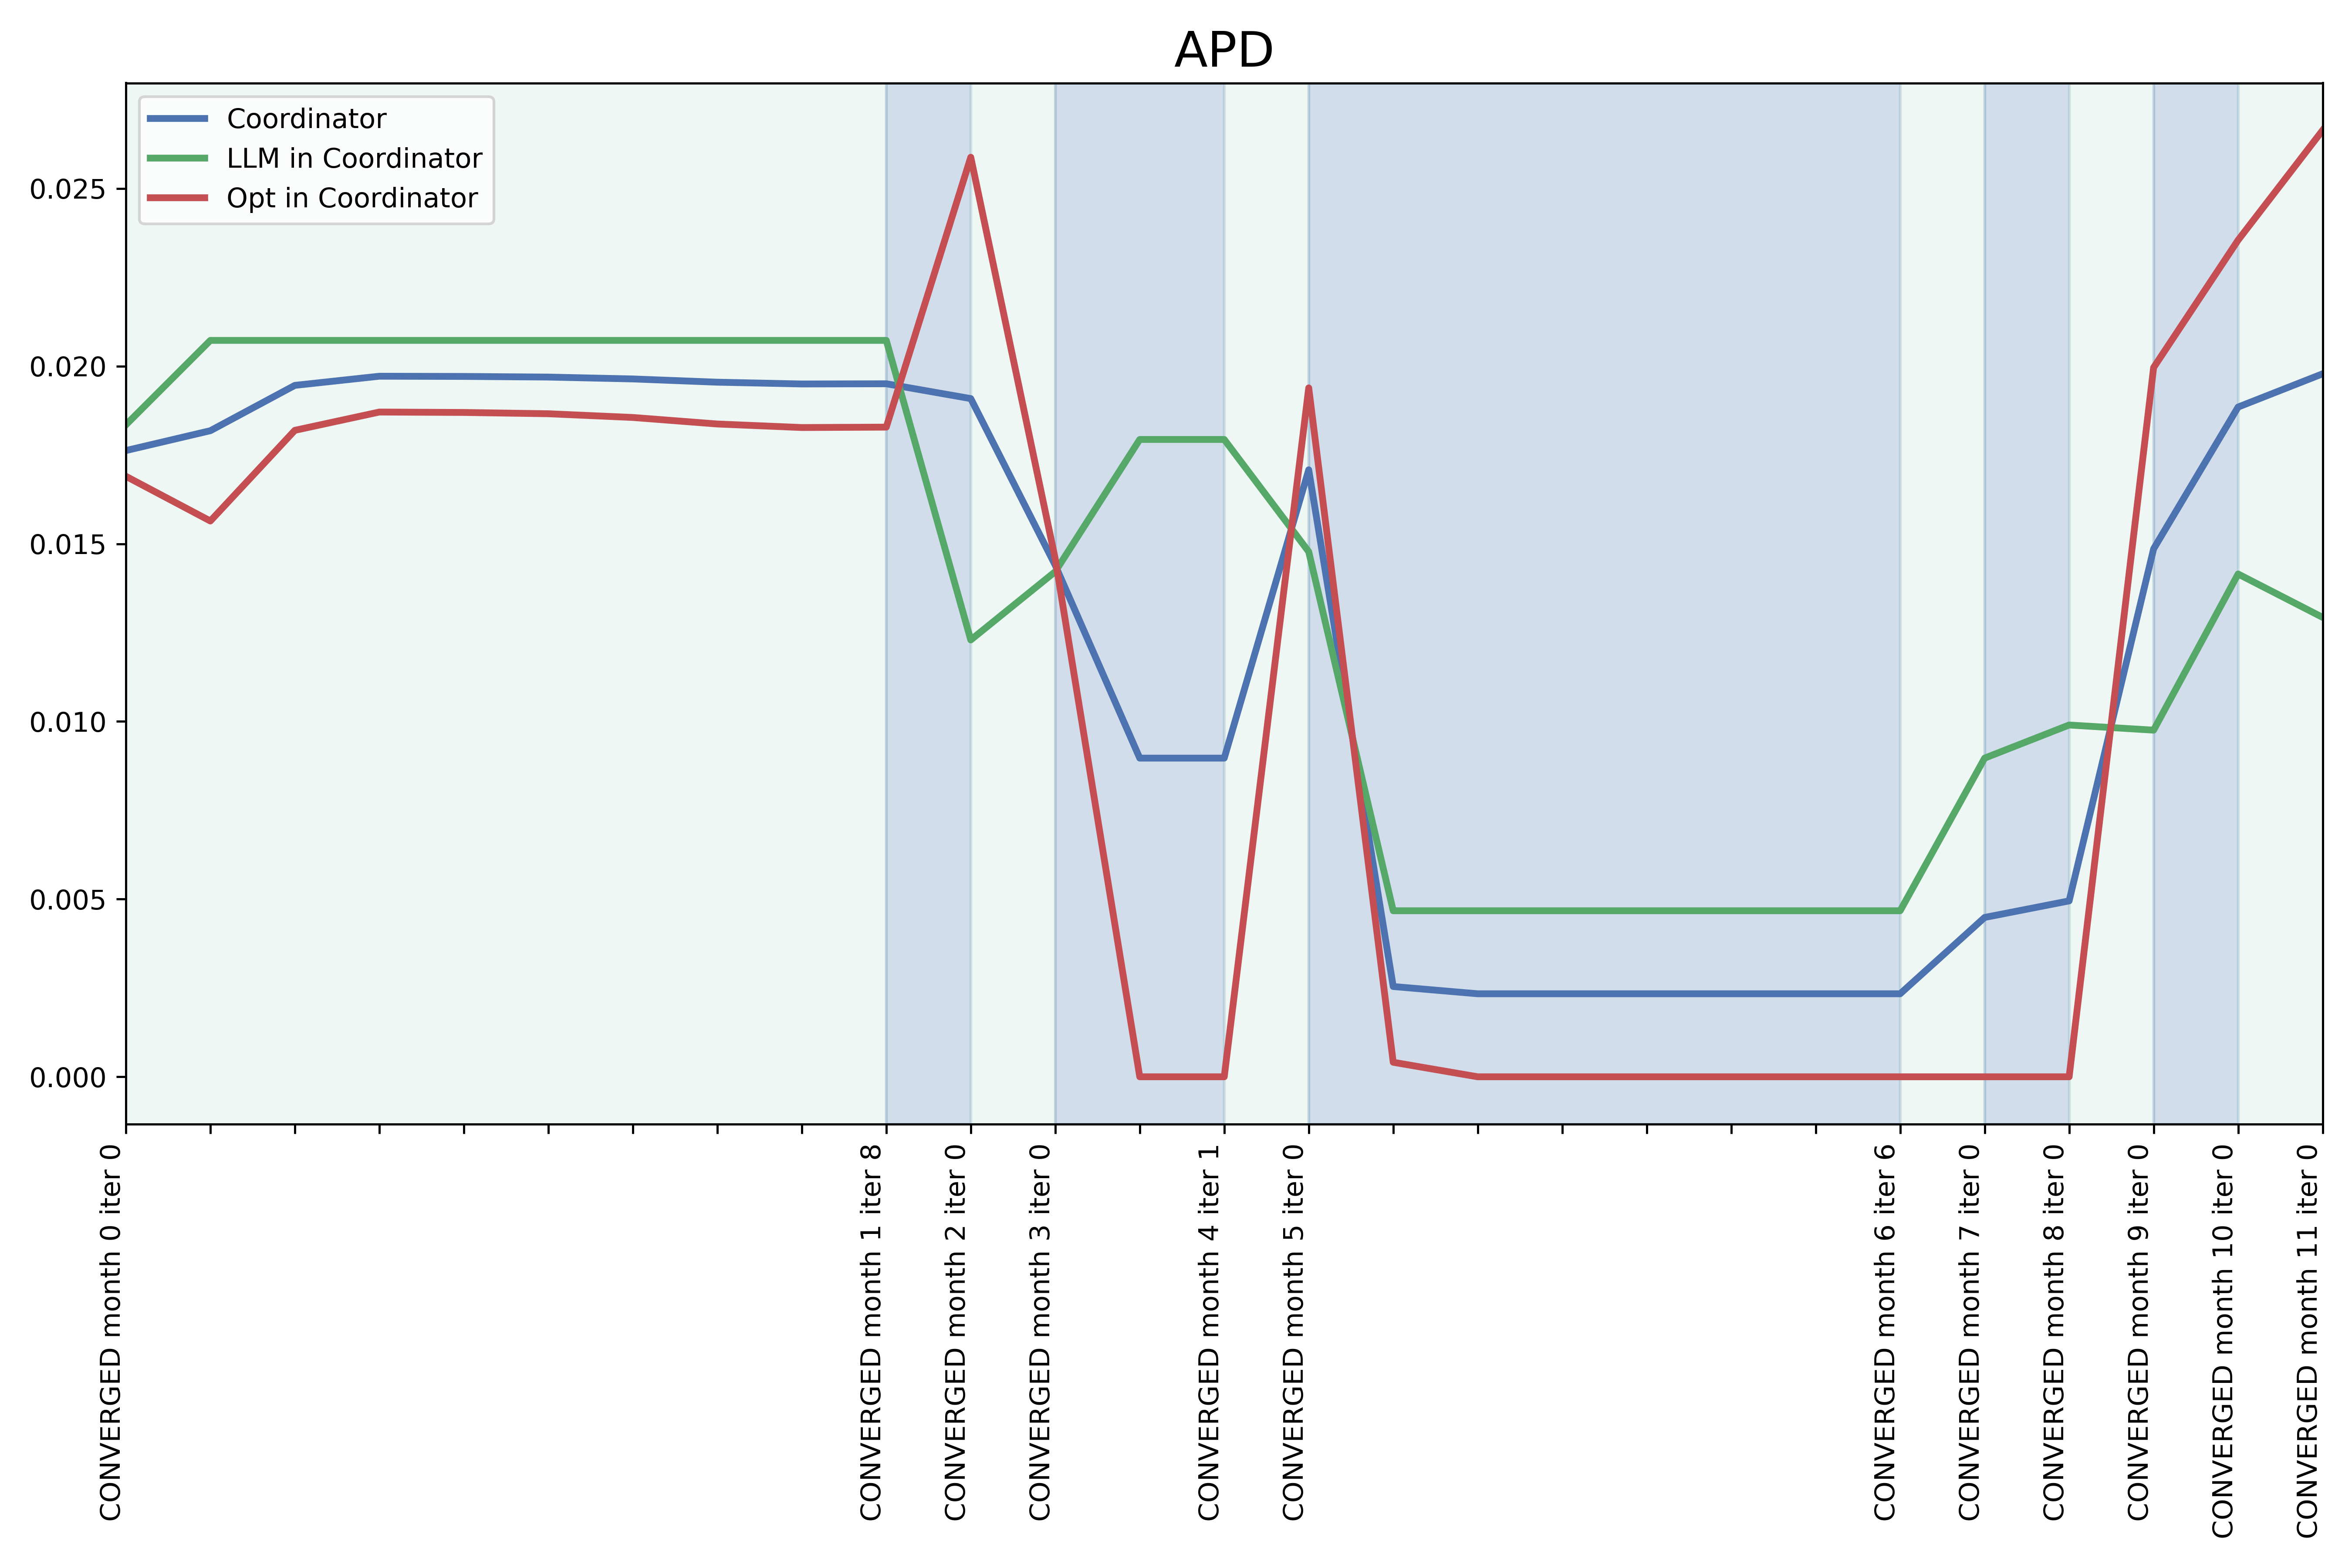 APD
Coordinator
LLM in Coordinator
Opt in Coordinator
0.025
0.020
0.015
0.010
0.005
0.000
CONVERGED month 0 iter 0
CONVERGED month 1 iter 8
CONVERGED month 2 iter 0
CONVERGED month 3 iter 0
CONVERGED month 4 iter 1
CONVERGED month 5 iter 0
CONVERGED month 6 iter 6
CONVERGED month 7 iter 0
CONVERGED month 8 iter 0
CONVERGED month 9 iter 0
CONVERGED month 10 iter 0
CONVERGED month 11 iter 0